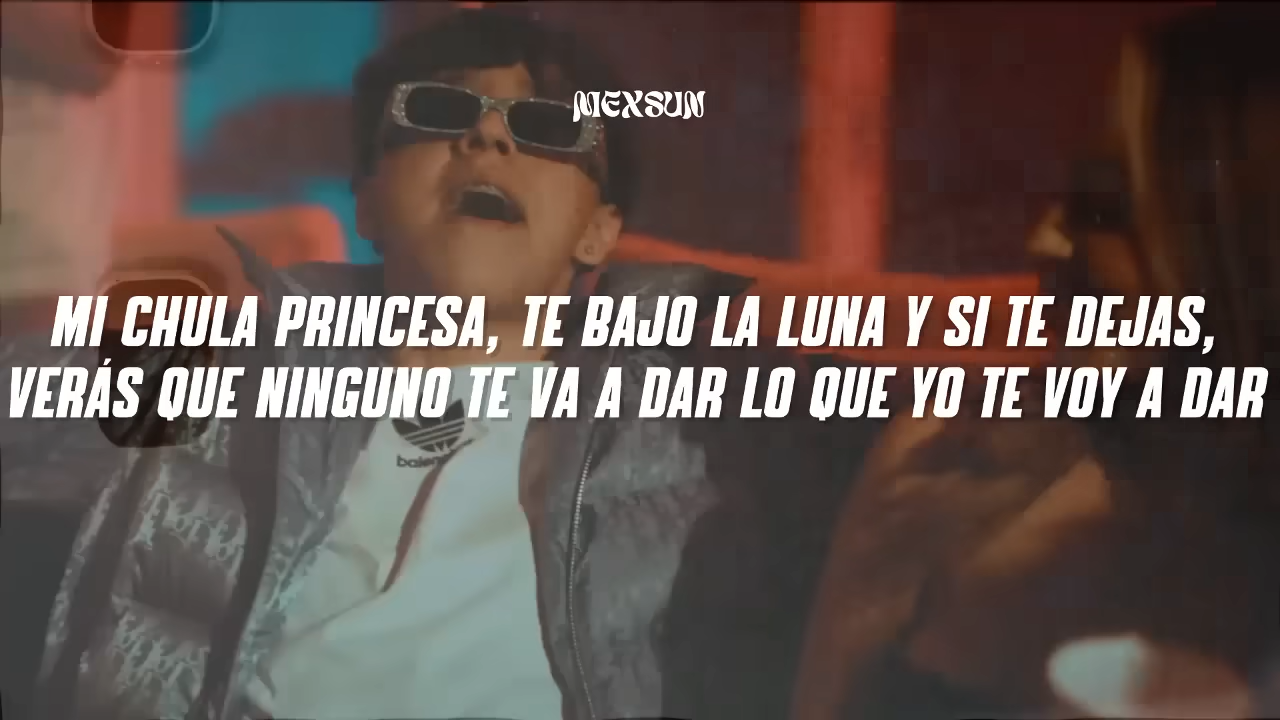 MEXSUN
MI CHULA PRINCESA, TE BAJO LA LUNA Y SI TE DEJAS,
VERÁS QUE NINGUNO TE VA A DAR LO QUE YO TE VOY A DAR